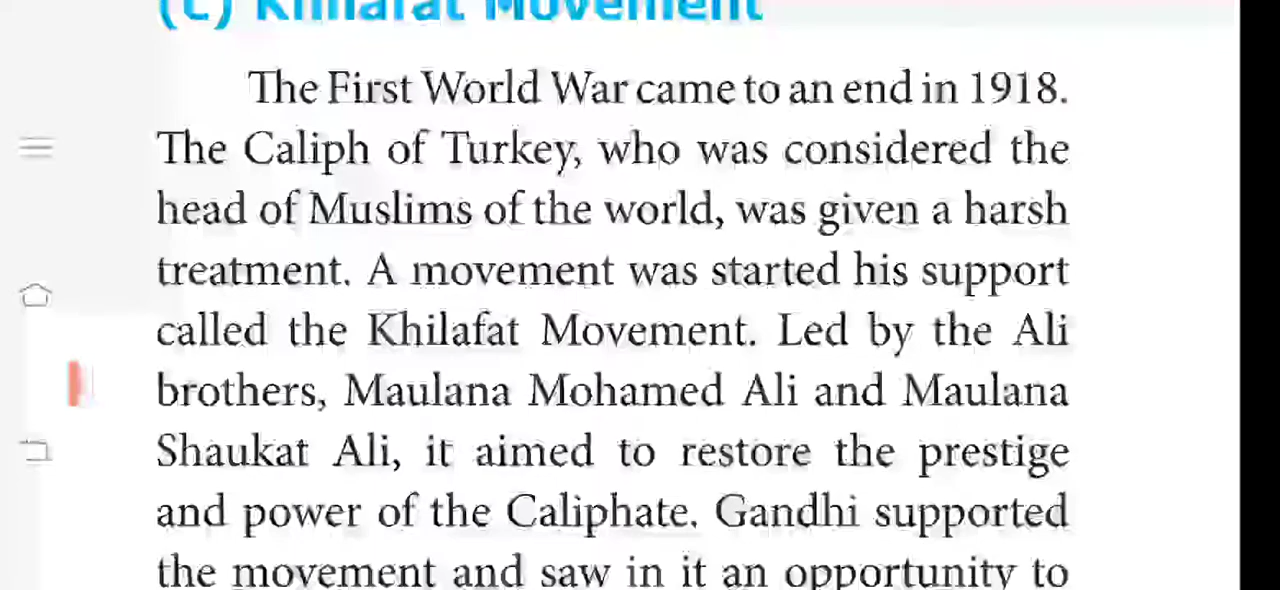 (C) Khilafat Movement
The First World War came to an end in 1918.
The Caliph of Turkey, who was considered the
head of Muslims of the world, was given a harsh
treatment. A movement was started his support
called the Khilafat Movement. Led by the Ali
brothers, Maulana Mohamed Ali and Maulana
Shaukat Ali, it aimed to restore the prestige
and power of the Caliphate. Gandhi supported
the movement and saw in it an opportunity to